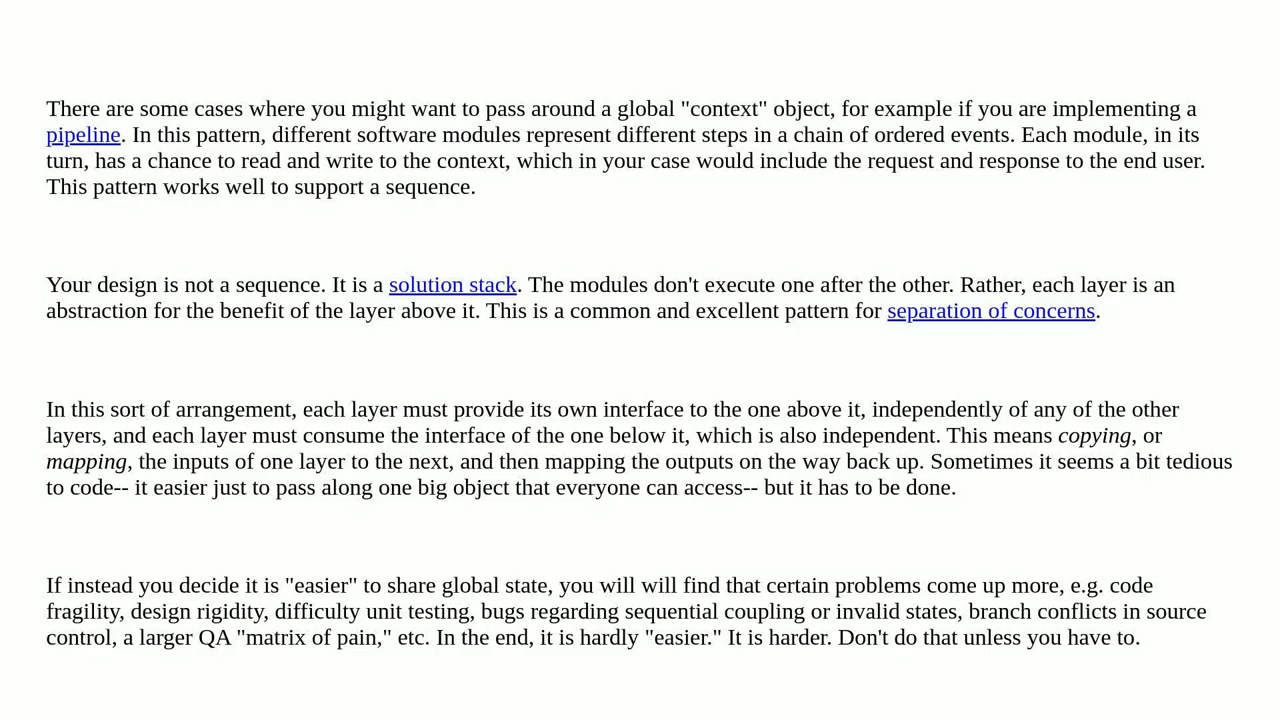 There are some cases where you might want to pass around a global "context" object, for example if you are implementing a
pipeline. In this pattern, different software modules represent different steps in a chain of ordered events. Each module, in its
turn, has a chance to read and write to the context, which in your case would include the request and response to the end user.
This pattern works well to support a sequence.
Your design is not a sequence. It is a solution stack. The modules don't execute one after the other. Rather, each layer is an
abstraction for the benefit of the layer above it. This is a common and excellent pattern for separation of concerns.
In this sort of arrangement, each layer must provide its own interface to the one above it, independently of any of the other
layers, and each layer must consume the interface of the one below it, which is also independent. This means copying, or
mapping, the inputs of one layer to the next, and then mapping the outputs on the way back up. Sometimes it seems a bit tedious
to code-- it easier just to pass along one big object that everyone can access-- but it has to be done.
If instead you decide it is "easier" to share global state, you will will find that certain problems come up more, e.g. code
fragility, design rigidity, difficulty unit testing, bugs regarding sequential coupling or invalid states, branch conflicts in source
control, a larger QA "matrix of pain," etc. In the end, it is hardly "easier." It is harder. Don't do that unless you have to.